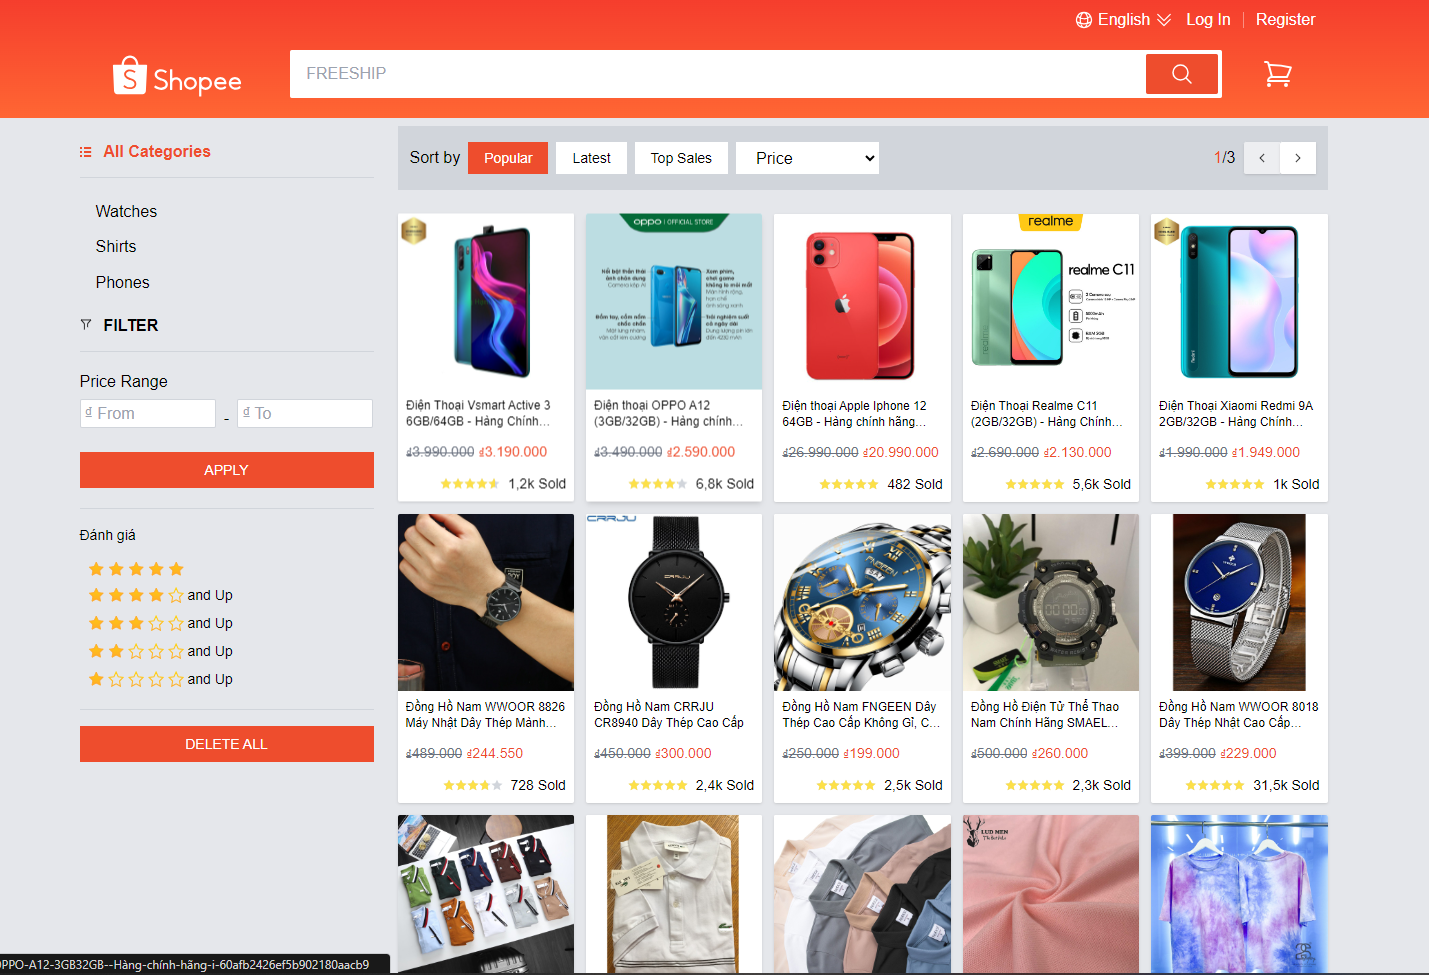 English
Log In
Register
Shopee
FREESHIP
All Categories
Watches
Shirts
Phones
FILTER
Price Range
₫ From
-
₫ To
APPLY
Đánh giá
and Up
and Up
and Up
and Up
DELETE ALL
Sort by
Popular
Latest
Top Sales
Price
1/3
oppo | OFFICIAL STORE
realme
realme C11
Điện Thoại Vsmart Active 3
6GB/64GB - Hàng Chính...
₫3.990.000 ₫3.190.000
1,2k Sold
Điện thoại OPPO A12
(3GB/32GB) - Hàng chính...
₫3.490.000 ₫2.590.000
6,8k Sold
Điện thoại Apple Iphone 12
64GB - Hàng chính hãng...
₫26.990.000 ₫20.990.000
482 Sold
Điện Thoại Realme C11
(2GB/32GB) - Hàng Chính...
₫2.690.000 ₫2.130.000
5,6k Sold
Điện Thoại Xiaomi Redmi 9A
2GB/32GB - Hàng Chính...
₫1.990.000 ₫1.949.000
1k Sold
CRRJU
Đồng Hồ Nam WWOOR 8826
Máy Nhật Dây Thép Mảnh...
₫489.000 ₫244.550
728 Sold
Đồng Hồ Nam CRRJU
CR8940 Dây Thép Cao Cấp
₫450.000 ₫300.000
2,4k Sold
Đồng Hồ Nam FNGEEN Dây
Thép Cao Cấp Không Gỉ, C...
₫250.000 ₫199.000
2,5k Sold
Đồng Hồ Điện Tử Thể Thao
Nam Chính Hãng SMAEL...
₫500.000 ₫260.000
2,3k Sold
Đồng Hồ Nam WWOOR 8018
Dây Thép Nhật Cao Cấp...
₫399.000 ₫229.000
31,5k Sold
LUD MEN
PPO-A12-3GB32GB--Hàng-chính-hãng-i-60afb2426ef5b902180aacb9